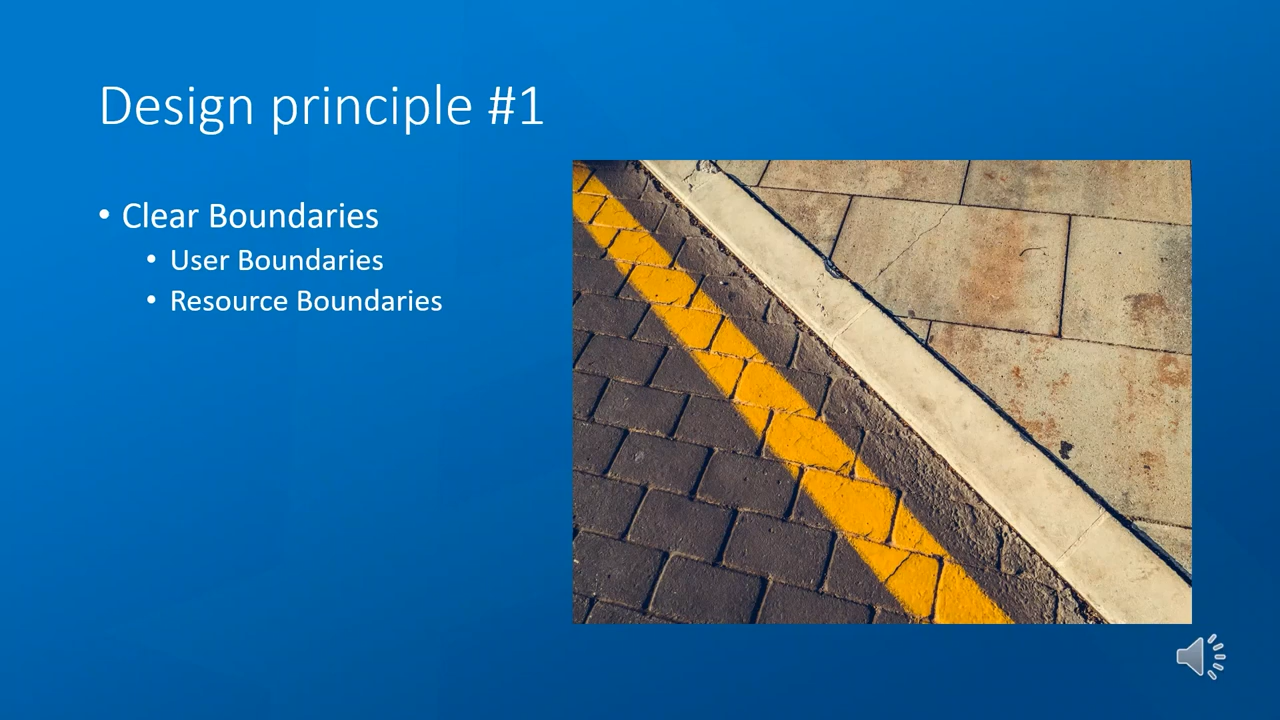 Design principle #1
• Clear Boundaries
• User Boundaries
• Resource Boundaries